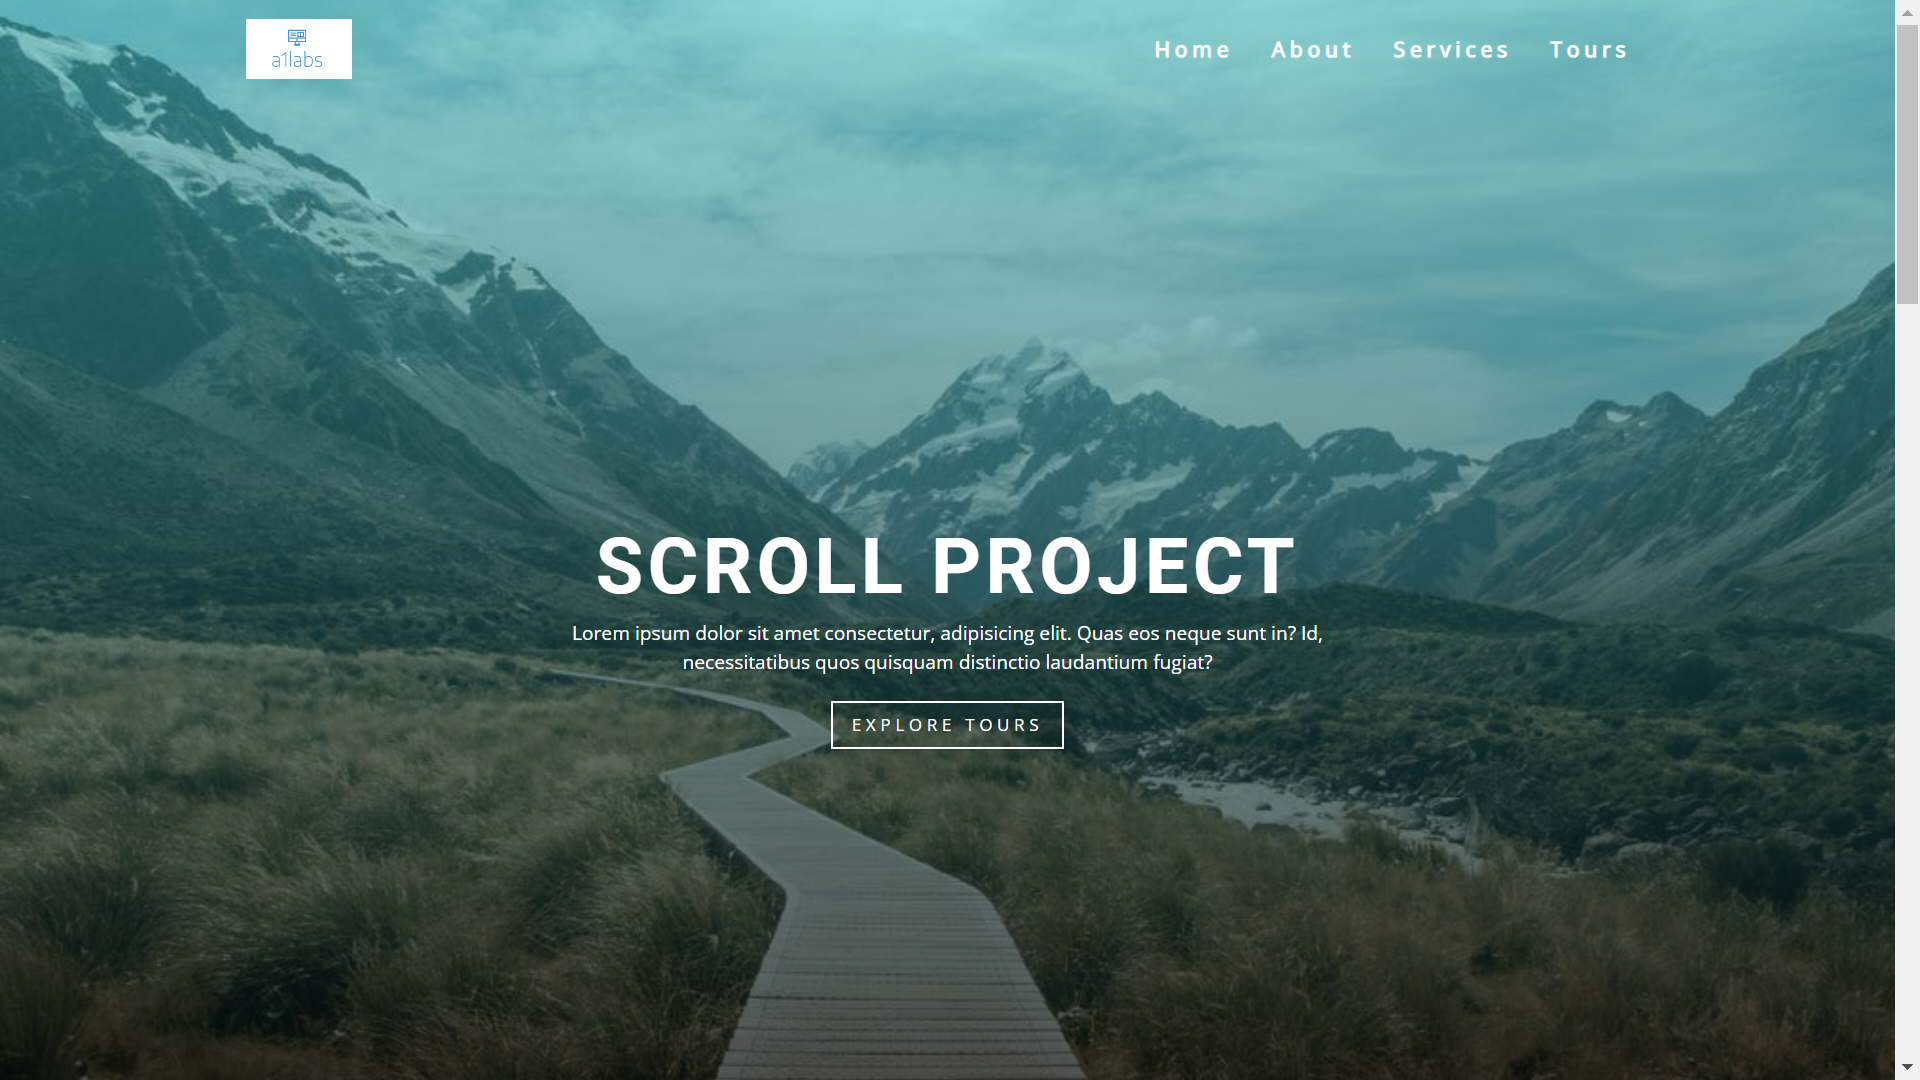 a1labs
Home About Services Tours
SCROLL PROJECT
Lorem ipsum dolor sit amet consectetur, adipisicing elit. Quas eos neque sunt in? Id,
necessitatibus quos quisquam distinctio laudantium fugiat?
EXPLORE TOURS